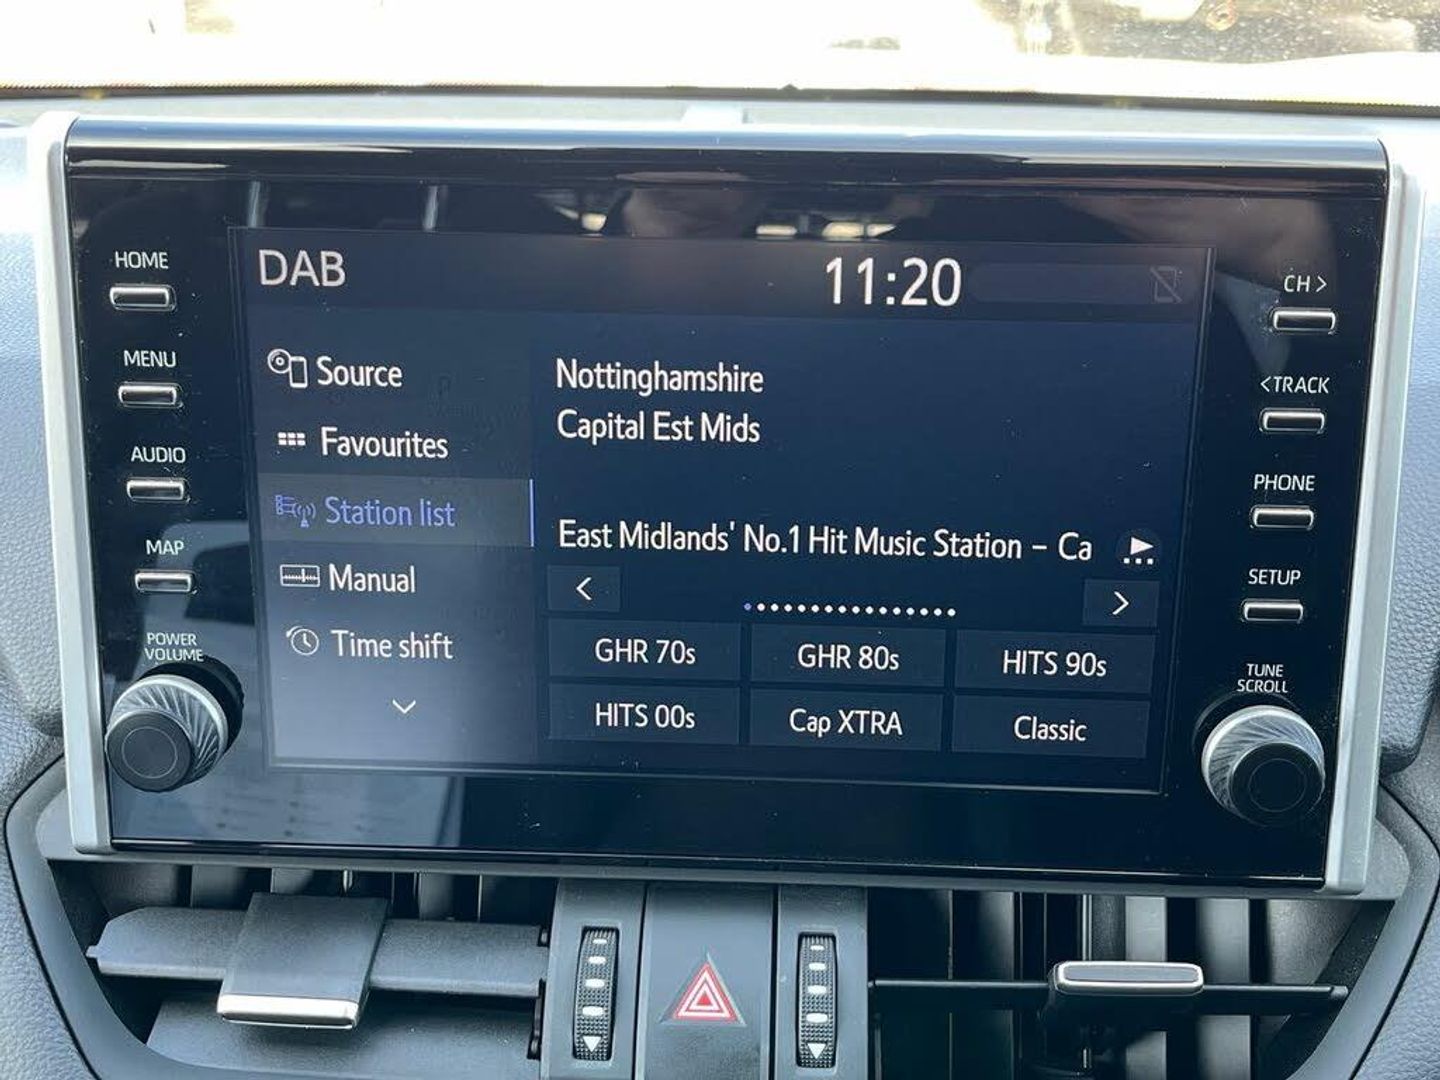 HOME
MENU
AUDIO
MAP
POWER
VOLUME
DAB
11:20
Source
Favourites
Station list
Manual
Time shift
Nottinghamshire
Capital Est Mids
East Midlands' No.1 Hit Music Station - Ca
GHR 70s
GHR 80s
HITS 90s
HITS 00s
Cap XTRA
Classic
CH >
< TRACK
PHONE
SETUP
TUNE
SCROLL